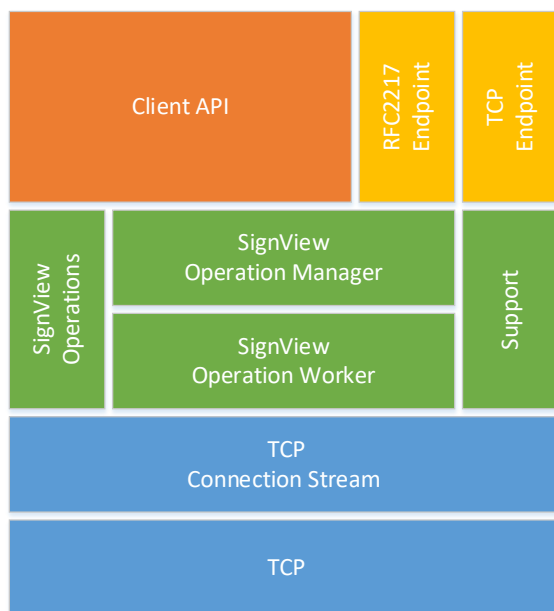 Client API
RFC2217
Endpoint
TCP
Endpoint
SignView
Operations
SignView
Operation Manager
SignView
Operation Worker
Support
TCP
Connection Stream
TCP